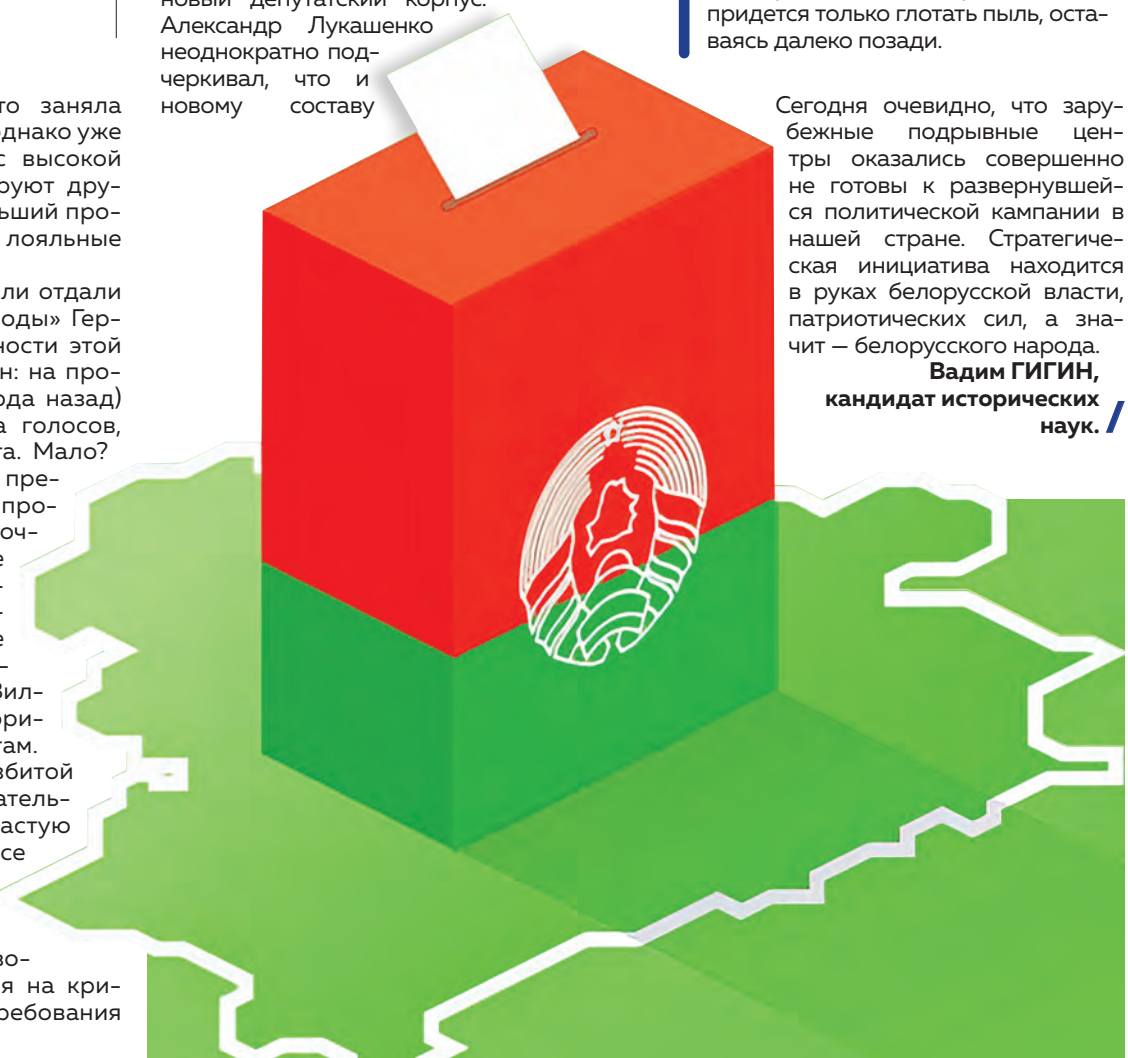 то заняла
однако уже
с высокой
руют дру-
ьший про-
лояльные
ли отдали
оды» Гер-
ности этой
н: на про-
ода назад)
а голосов,
та. Мало?
пре-
про-
оч-
е
-
-
е
-
Вил-
ори-
там.
збитой
атель-
астую
се
во-
я на кри-
ребования
новый депутатский корпус.
Александр Лукашенко
неоднократно под-
черкивал, что и
новому составу
придется только глотать пыль, оста-
ваясь далеко позади.
Сегодня очевидно, что зару-
бежные подрывные цен-
тры оказались совершенно
не готовы к развернувшей-
ся политической кампании в
нашей стране. Стратегиче-
ская инициатива находится
в руках белорусской власти,
патриотических сил, а зна-
чит — белорусского народа.
Вадим ГИГИН,
кандидат исторических
наук.